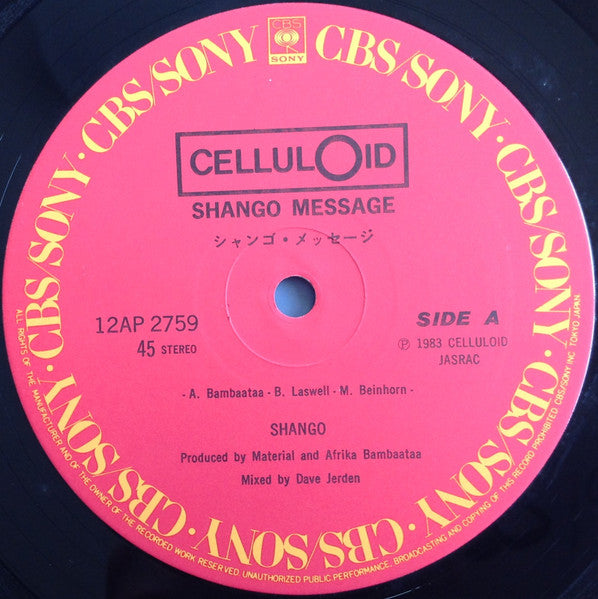 CBS/SONY · CBS/SONY · CBS/SONY · CBS/SONY · CBS/SONY · CBS/SONY · CBS/SONY · CBS/SONY
CBS
SONY
CELLULOID
SHANGO MESSAGE
シャンゴ・メッセージ
12AP 2759
45 STEREO
SIDE A
Ⓟ 1983 CELLULOID
JASRAC
- A. Bambaataa - B. Laswell - M. Beinhorn -
SHANGO
Produced by Material and Afrika Bambaataa
Mixed by Dave Jerden
ALL RIGHTS OF THE MANUFACTURER AND OF THE OWNER OF THE RECORDED WORK RESERVED. UNAUTHORIZED PUBLIC PERFORMANCE, BROADCASTING AND COPYING OF THIS RECORD PROHIBITED. CBS/SONY INC. TOKYO JAPAN.